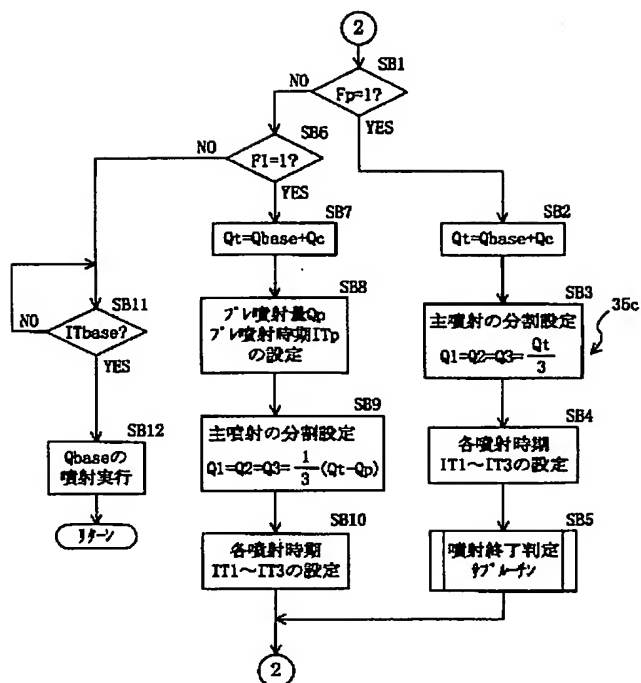 2
SB1
Fp=1?
NO
YES
SB6
F1=1?
NO
YES
SB7
Qt=Qbase+Qc
SB2
Qt=Qbase+Qc
SB8
プレ噴射量Qp
プレ噴射時期ITp
の設定
SB3
主噴射の分割設定
Q1=Q2=Q3=Qt/3
35c
SB11
ITbase?
NO
YES
SB9
主噴射の分割設定
Q1=Q2=Q3=1/3(Qt-Qp)
SB4
各噴射時期
IT1～IT3の設定
SB12
Qbaseの
噴射実行
リターン
SB10
各噴射時期
IT1～IT3の設定
SB5
噴射終了判定
サブルーチン
2